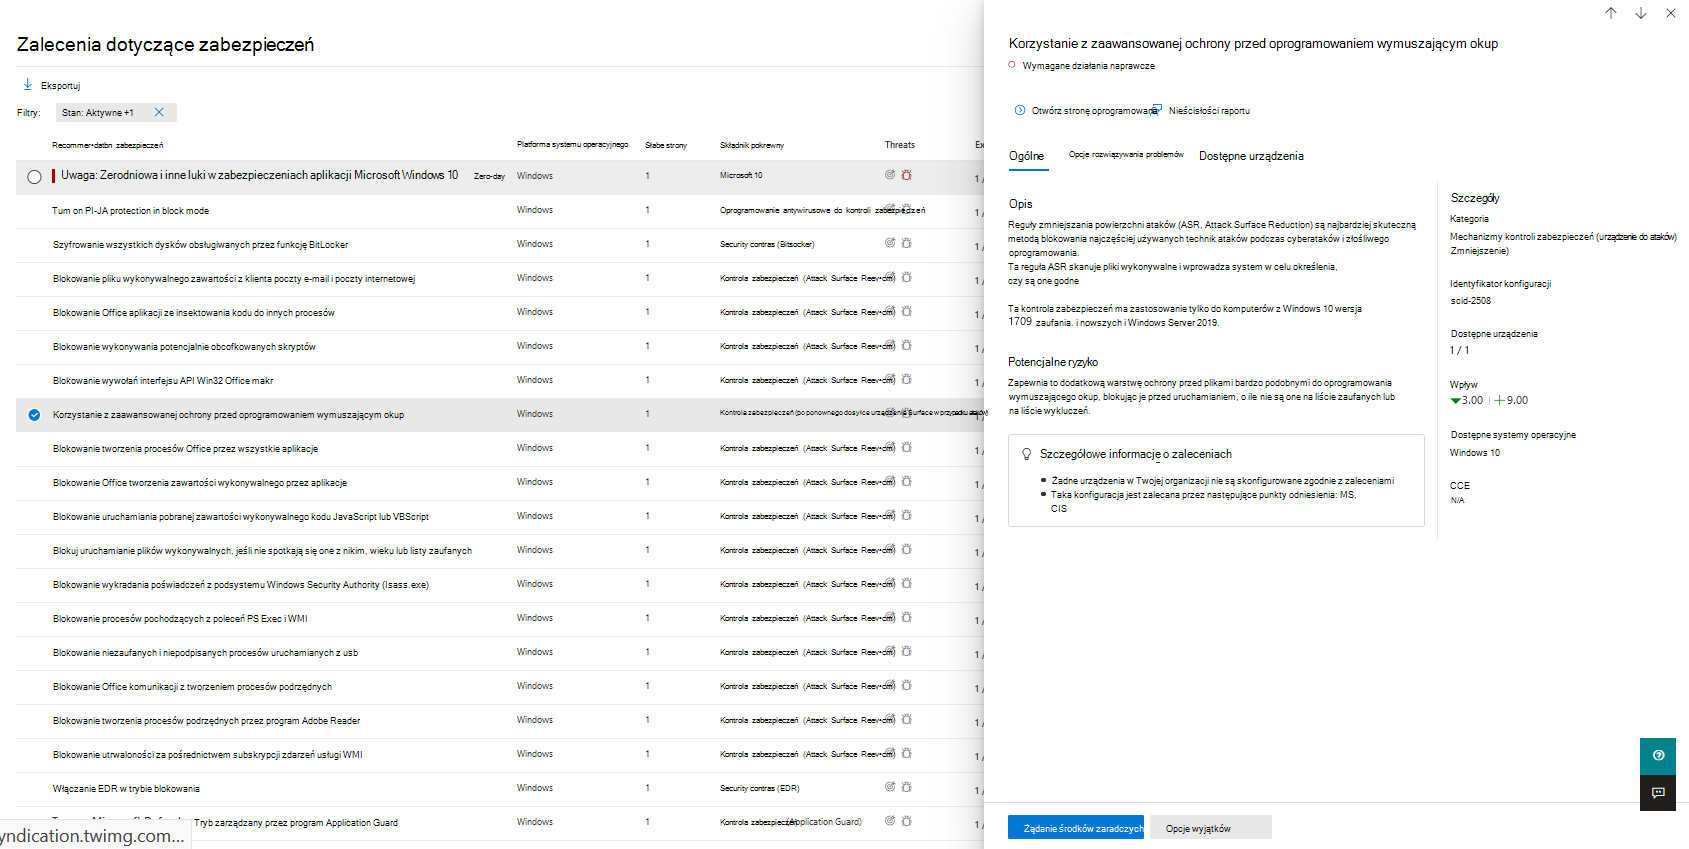 Zalecenia dotyczące zabezpieczeń
Eksportuj
Filtry: Stan: Aktywne +1
Recommer•datbn zabezpieczeń Platforma systemu operacyjnego Słabe strony Składnik pokrewny Threats
Uwaga: Zerodniowa i inne luki w zabezpieczeniach aplikacji Microsoft Windows 10 Zero-day Windows 1 Microsoft 10 1 /
Tum on PI-JA protection in block mode Windows 1 Oprogramowanie antywirusowe do kontroli zabezpieczeń 1 /
Szyfrowanie wszystkich dysków obsługiwanych przez funkcję BitLocker Windows 1 Security contras (Bitsocker) 1 /
Blokowanie pliku wykonywalnego zawartości z klienta poczty e-mail i poczty internetowej Windows 1 Kontrola zabezpieczeń (Attack Surface Reev•cm) 1 /
Blokowanie Office aplikacji ze insektowania kodu do innych procesów Windows 1 Kontrola zabezpieczeń (Attack Surface Reev•cm) 1 /
Blokowanie wykonywania potencjalnie obcofkowanych skryptów Windows 1 Kontrola zabezpieczeń (Attack Surface Reev•cm) 1 /
Blokowanie wywołań interfejsu API Win32 Office makr Windows 1 Kontrola zabezpieczeń (Attack Surface Reev•cm) 1 /
Korzystanie z zaawansowanej ochrony przed oprogramowaniem wymuszającym okup Windows 1 Kontrola zabezpieczeń (po ponownego dosyłce urządzenie Surface w przypadku ataków) 1 /
Blokowanie tworzenia procesów Office przez wszystkie aplikacje Windows 1 Kontrola zabezpieczeń (Attack Surface Reev•cm) 1 /
Blokowanie Office tworzenia zawartości wykonywalnego przez aplikacje Windows 1 Kontrola zabezpieczeń (Attack Surface Reev•cm) 1 /
Blokowanie uruchamiania pobranej zawartości wykonywalnego kodu JavaScript lub VBScript Windows 1 Kontrola zabezpieczeń (Attack Surface Reev•cm) 1 /
Blokuj uruchamianie plików wykonywalnych, jeśli nie spotkają się one z nikim, wieku lub listy zaufanych Windows 1 Kontrola zabezpieczeń (Attack Surface Reev•cm) 1 /
Blokowanie wykradania poświadczeń z podsystemu Windows Security Authority (lsass.exe) Windows 1 Kontrola zabezpieczeń (Attack Surface Reev•cm) 1 /
Blokowanie procesów pochodzących z poleceń PS Exec i WMI Windows 1 Kontrola zabezpieczeń (Attack Surface Reev•cm) 1 /
Blokowanie niezaufanych i niepodpisanych procesów uruchamianych z usb Windows 1 Kontrola zabezpieczeń (Attack Surface Reev•cm) 1 /
Blokowanie Office komunikacji z tworzeniem procesów podrzędnych Windows 1 Kontrola zabezpieczeń (Attack Surface Reev•cm) 1 /
Blokowanie tworzenia procesów podrzędnych przez program Adobe Reader Windows 1 Kontrola zabezpieczeń (Attack Surface Reev•cm) 1 /
Blokowanie utrwaloności za pośrednictwem subskrypcji zdarzeń usługi WMI Windows 1 Kontrola zabezpieczeń (Attack Surface Reev•cm) 1 /
Włączanie EDR w trybie blokowania Windows 1 Security contras (EDR) 1 /
Tryb zarządzany przez program Application Guard Windows 1 Kontrola zabezpieczeń (Application Guard) 1 /
yndication.twimg.com...
Korzystanie z zaawansowanej ochrony przed oprogramowaniem wymuszającym okup
Wymagane działania naprawcze
Otwórz stronę oprogramowania Nieścisłości raportu
Ogólne Opcje rozwiązywania problemów Dostępne urządzenia
Opis
Reguły zmniejszania powierzchni ataków (ASR, Attack Surface Reduction) są najbardziej skuteczną
metodą blokowania najczęściej używanych technik ataków podczas cyberataków i złośliwego
oprogramowania.
Ta reguła ASR skanuje pliki wykonywalne i wprowadza system w celu określenia,
czy są one godne
Ta kontrola zabezpieczeń ma zastosowanie tylko do komputerów z Windows 10 wersja
1709 zaufania. i nowszych i Windows Server 2019.
Potencjalne ryzyko
Zapewnia to dodatkową warstwę ochrony przed plikami bardzo podobnymi do oprogramowania
wymuszającego okup, blokując je przed uruchamianiem, o ile nie są one na liście zaufanych lub
na liście wykluczeń.
Szczegółowe informacje o zaleceniach
Żadne urządzenia w Twojej organizacji nie są skonfigurowane zgodnie z zaleceniami
Taka konfiguracja jest zalecana przez następujące punkty odniesienia: MS,
CIS
Szczegóły
Kategoria
Mechanizmy kontroli zabezpieczeń (urządzenie do ataków)
Zmniejszenie)
Identyfikator konfiguracji
scid-2508
Dostępne urządzenia
1 / 1
Wpływ
3.00 | +9.00
Dostępne systemy operacyjne
Windows 10
CCE
N/A
Żądanie środków zaradczych Opcje wyjątków